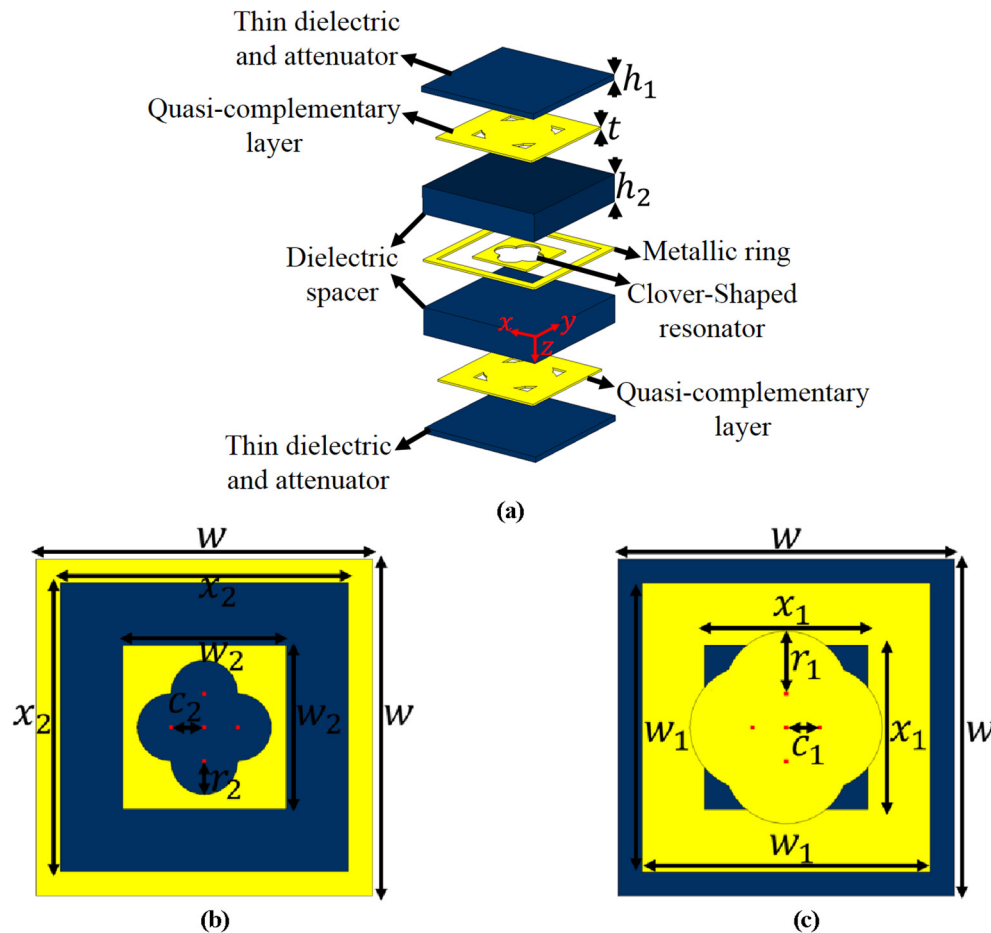 Thin dielectric
and attenuator
h₁
Quasi-complementary
layer
t
h₂
Dielectric
spacer
Metallic ring
Clover-Shaped
resonator
x y
z
Quasi-complementary
layer
Thin dielectric
and attenuator
(a)
w
x₂
w₂
c₂
x₂
w₂
w
r₂
(b)
w
x₁
r₁
w₁
c₁
x₁
w
w₁
(c)